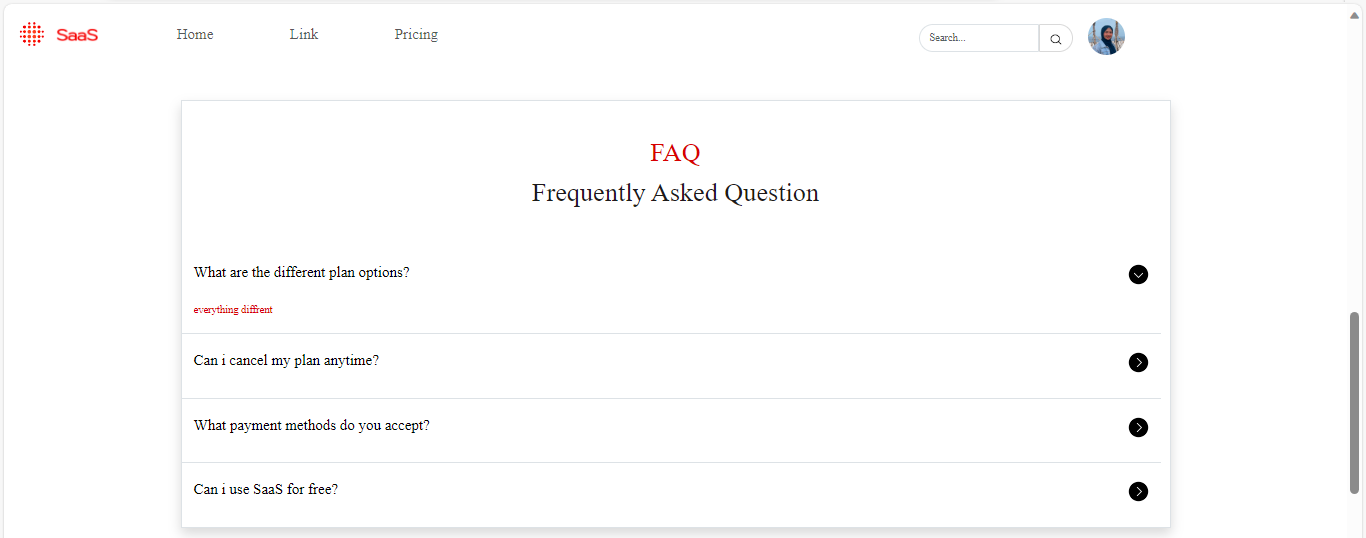 SaaS
Home
Link
Pricing
Search...
FAQ
Frequently Asked Question
What are the different plan options?
everything diffrent
Can i cancel my plan anytime?
What payment methods do you accept?
Can i use SaaS for free?